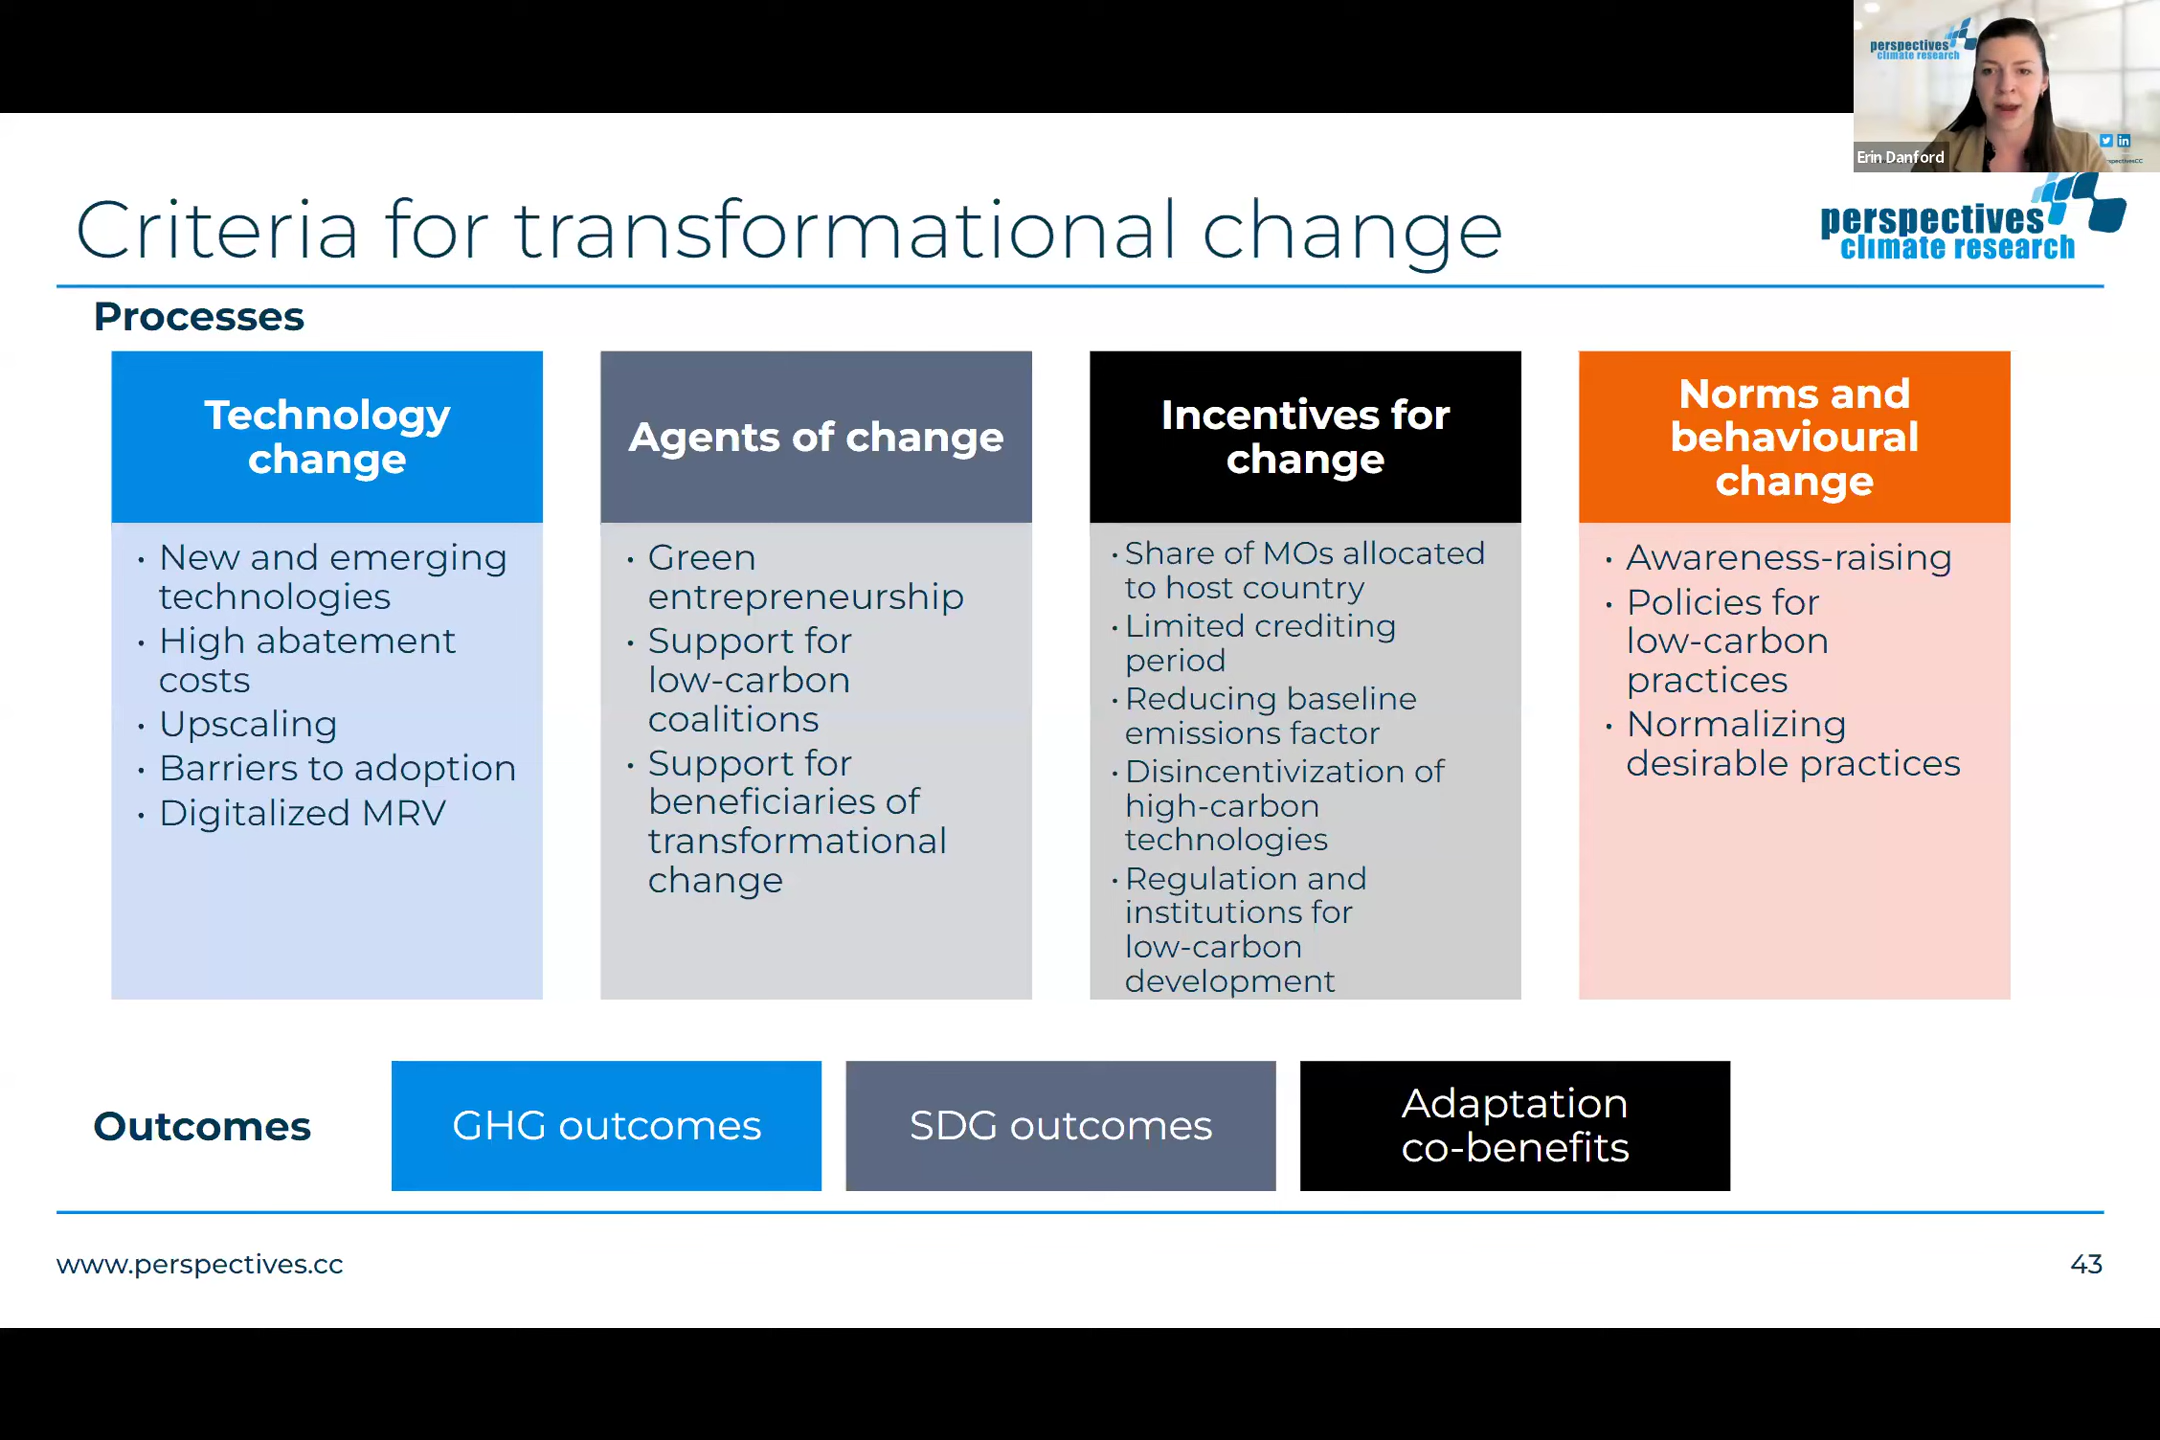 perspectives
climate research
Erin Danford
Criteria for transformational change
perspectives
climate research
Processes
Technology
change
· New and emerging
technologies
· High abatement
costs
· Upscaling
· Barriers to adoption
· Digitalized MRV
Agents of change
· Green
entrepreneurship
· Support for
low-carbon
coalitions
· Support for
beneficiaries of
transformational
change
Incentives for
change
· Share of MOs allocated
to host country
· Limited crediting
period
· Reducing baseline
emissions factor
· Disincentivization of
high-carbon
technologies
· Regulation and
institutions for
low-carbon
development
Norms and
behavioural
change
· Awareness-raising
· Policies for
low-carbon
practices
· Normalizing
desirable practices
Outcomes
GHG outcomes
SDG outcomes
Adaptation
co-benefits
www.perspectives.cc
43